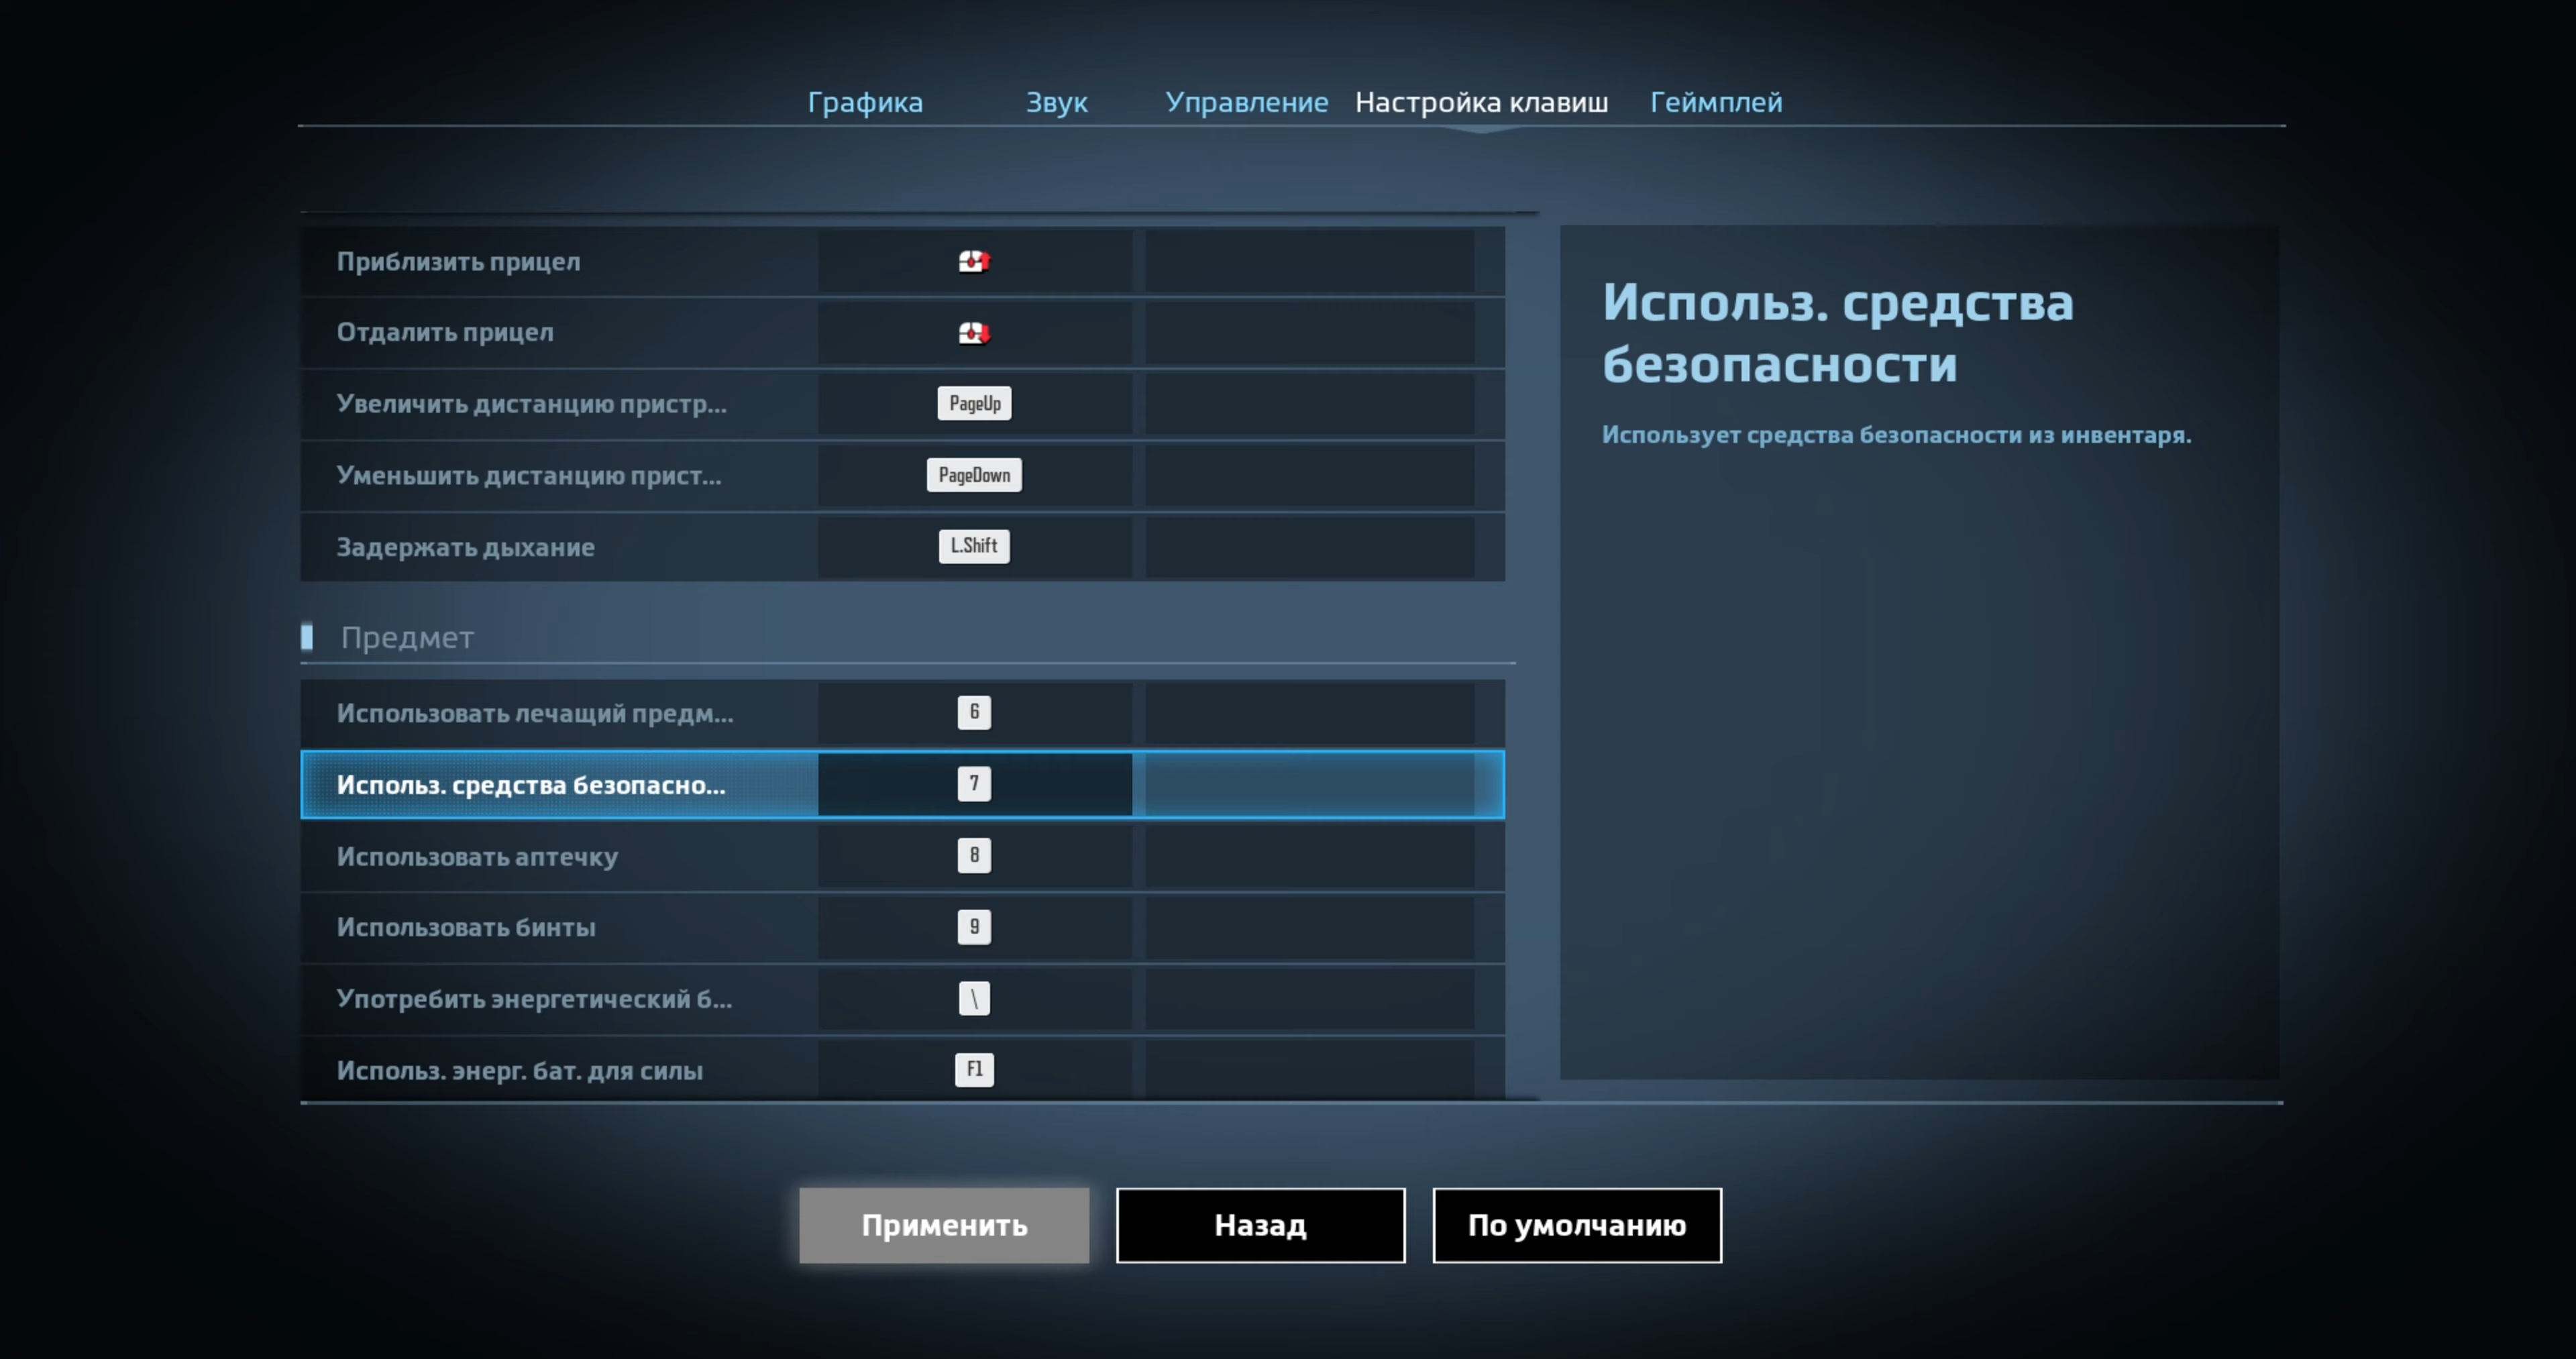 Графика Звук Управление Настройка клавиш Геймплей
Приблизить прицел
Отдалить прицел
Увеличить дистанцию пристр... PageUp
Уменьшить дистанцию прист... PageDown
Задержать дыхание L.Shift
Предмет
Использовать лечащий предм... 6
Использ. средства безопасно... 7
Использовать аптечку 8
Использовать бинты 9
Употребить энергетический б... \
Использ. энерг. бат. для силы F1
Использ. средства
безопасности
Использует средства безопасности из инвентаря.
Применить Назад По умолчанию